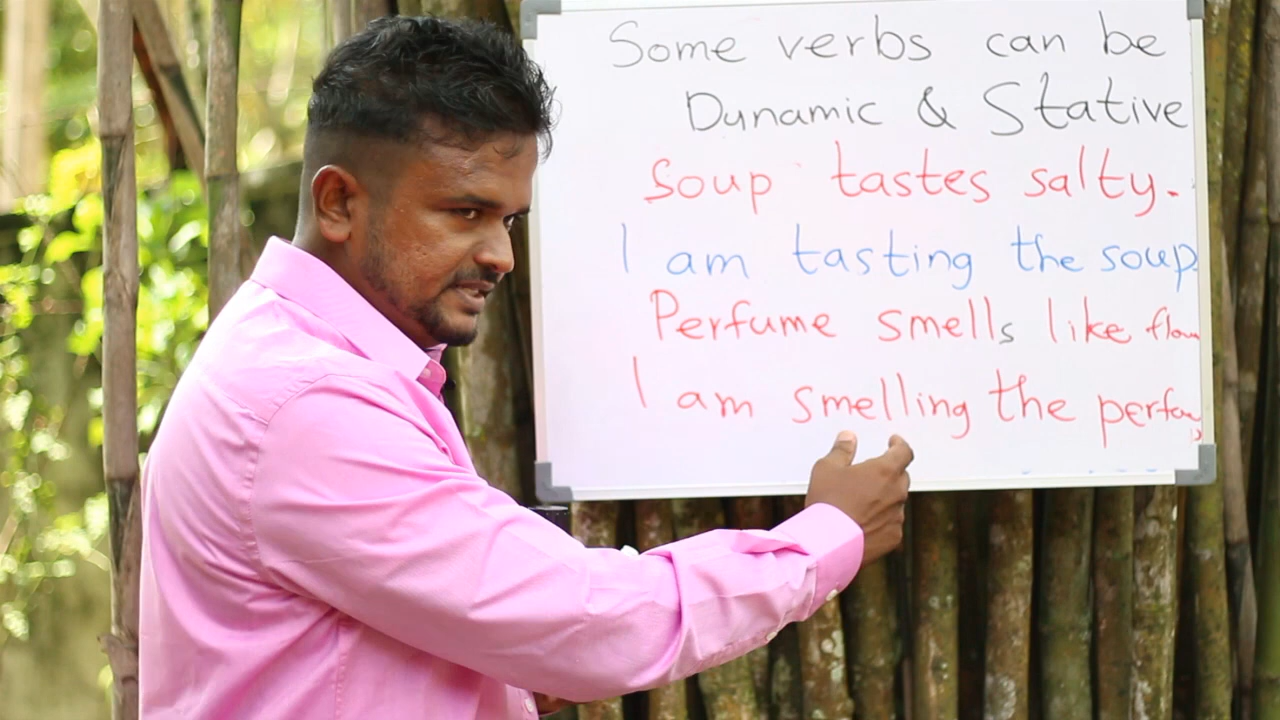 Some verbs can be
Dynamic & Stative
Soup tastes salty.
I am tasting the soup.
Perfume smells like
I am smelling the